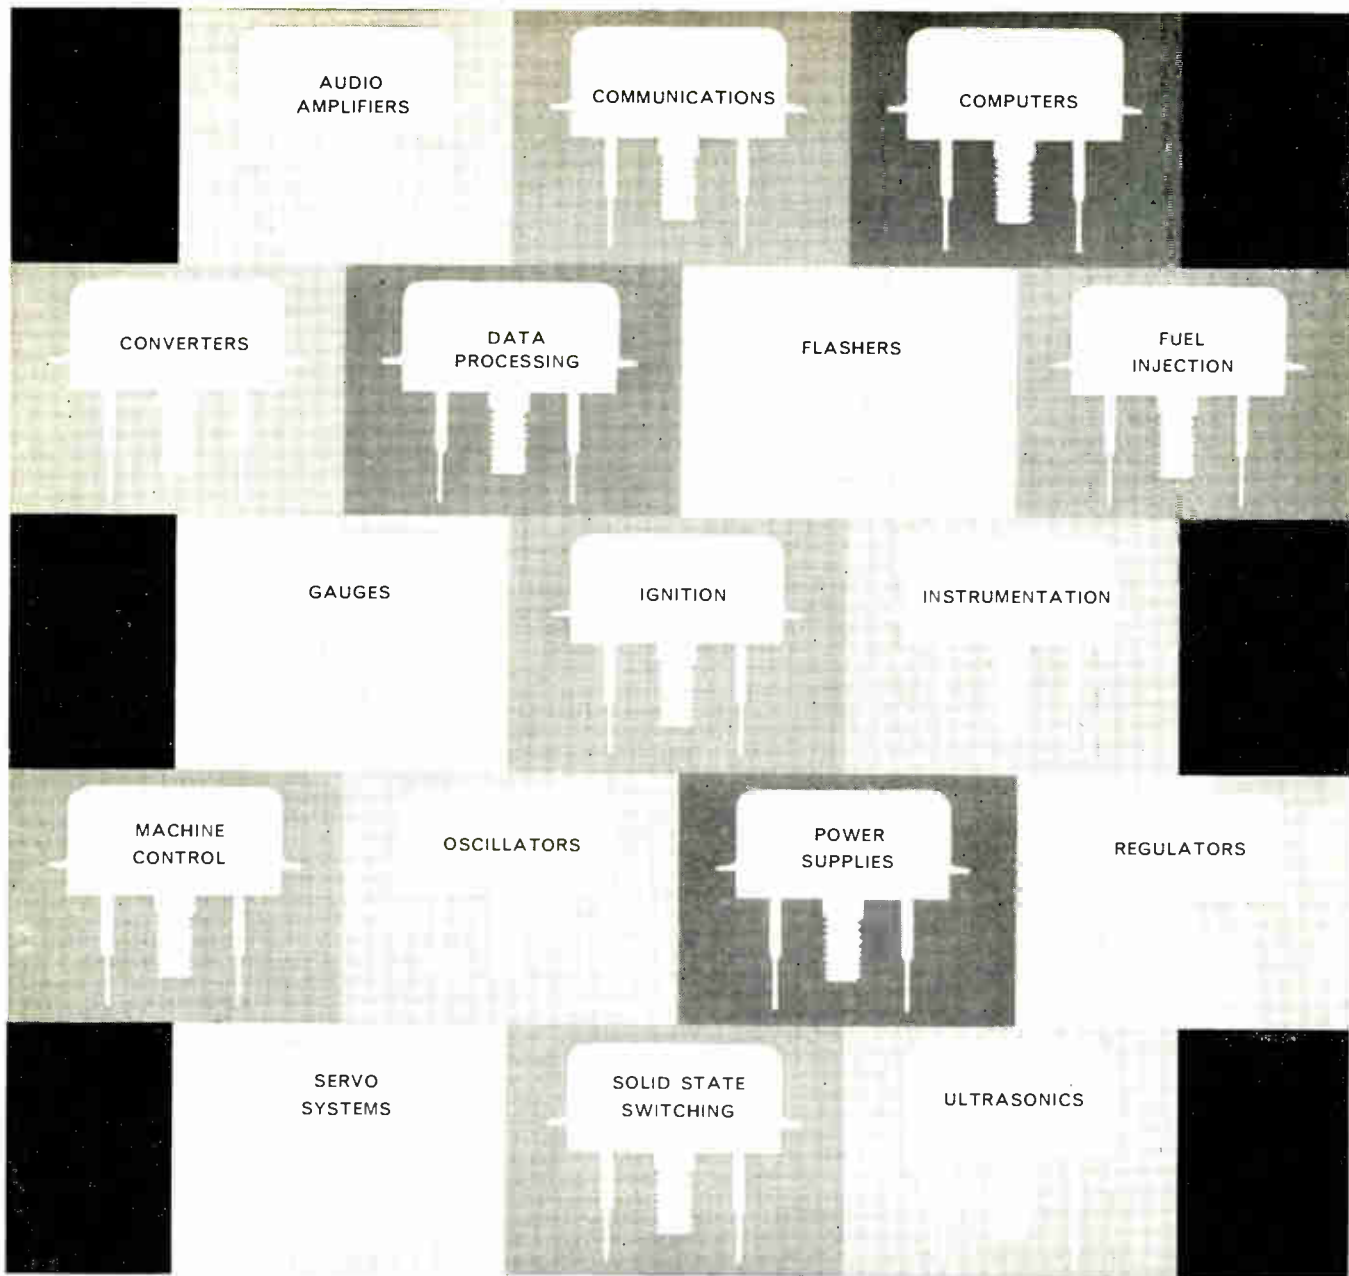 AUDIO
AMPLIFIERS
COMMUNICATIONS
COMPUTERS
CONVERTERS
DATA
PROCESSING
FLASHERS
FUEL
INJECTION
GAUGES
IGNITION
INSTRUMENTATION
MACHINE
CONTROL
OSCILLATORS
POWER
SUPPLIES
REGULATORS
SERVO
SYSTEMS
SOLID STATE
SWITCHING
ULTRASONICS